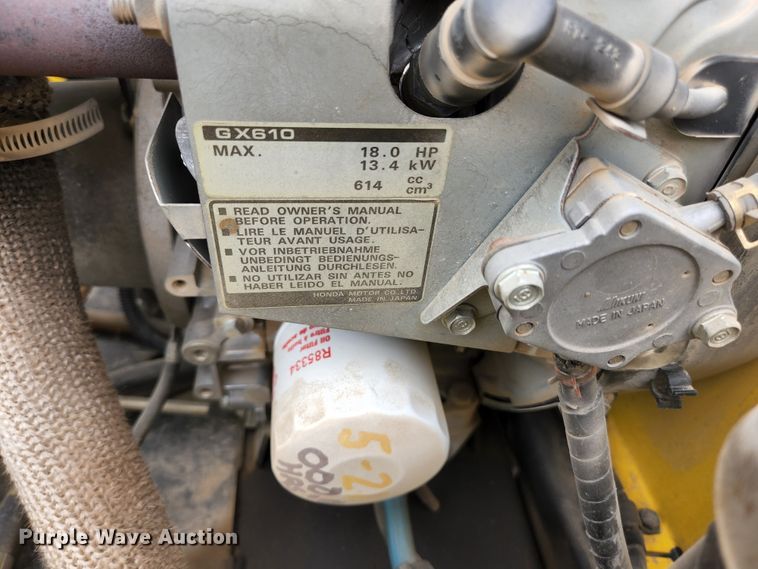 GX610
MAX. 18.0 HP
13.4 kW
614 cc cm³
READ OWNER'S MANUAL
BEFORE OPERATION.
LIRE LE MANUEL D'UTILISA-
TEUR AVANT USAGE.
VOR INBETRIEBNAHME
UNBEDINGT BEDIENUNGS-
ANLEITUNG DURCHLESEN.
NO UTILIZAR SIN ANTES NO
HABER LEIDO EL MANUAL.
HONDA MOTOR CO., LTD.
MADE IN JAPAN
MADE IN JAPAN
Oil Filter
R85334
5-2
Purple Wave Auction